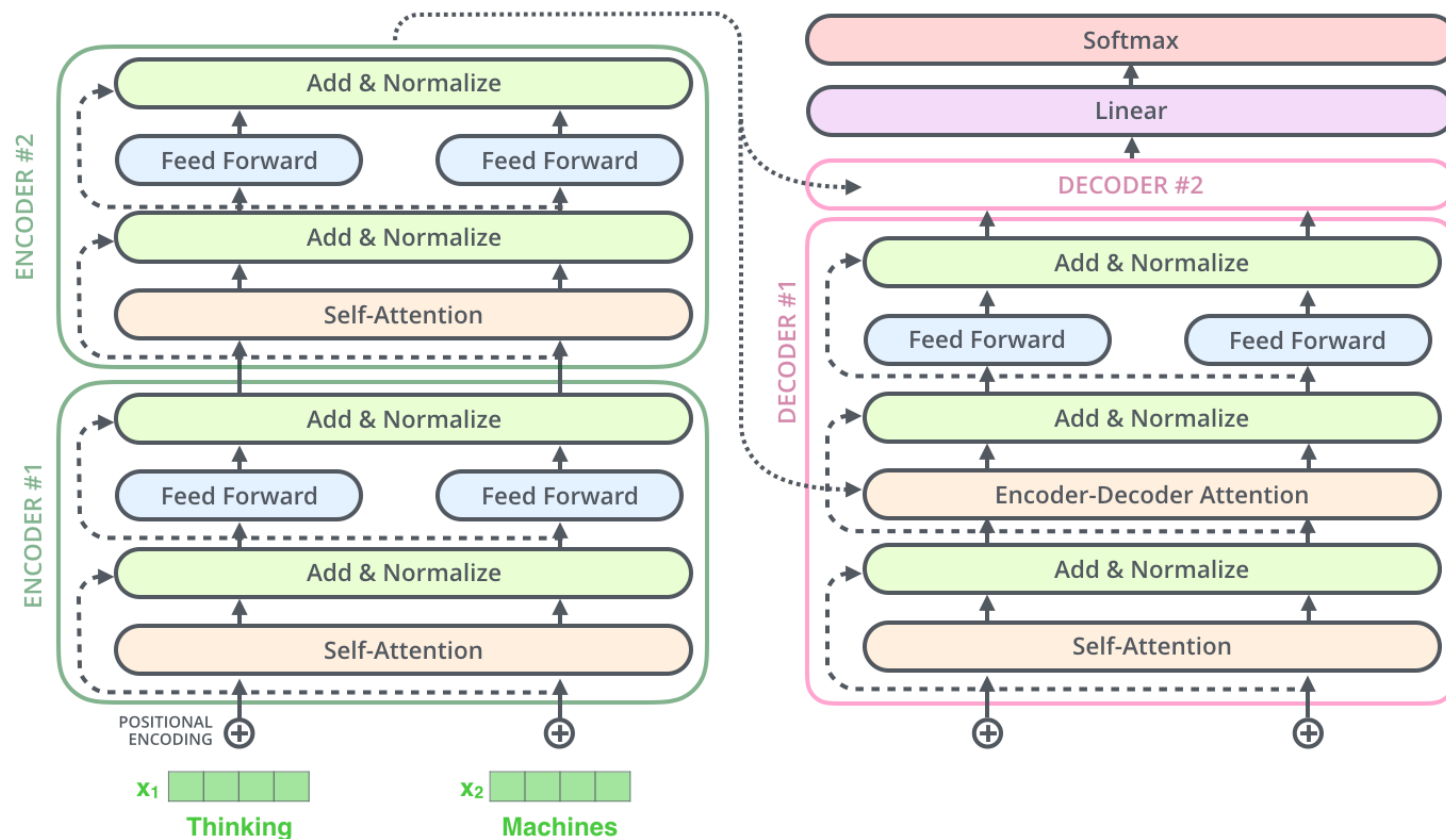 ENCODER #2
Add & Normalize
Feed Forward
Feed Forward
Add & Normalize
Self-Attention
ENCODER #1
Add & Normalize
Feed Forward
Feed Forward
Add & Normalize
Self-Attention
POSITIONAL
ENCODING
x₁
x₂
Thinking
Machines
Softmax
Linear
DECODER #2
DECODER #1
Add & Normalize
Feed Forward
Feed Forward
Add & Normalize
Encoder-Decoder Attention
Add & Normalize
Self-Attention